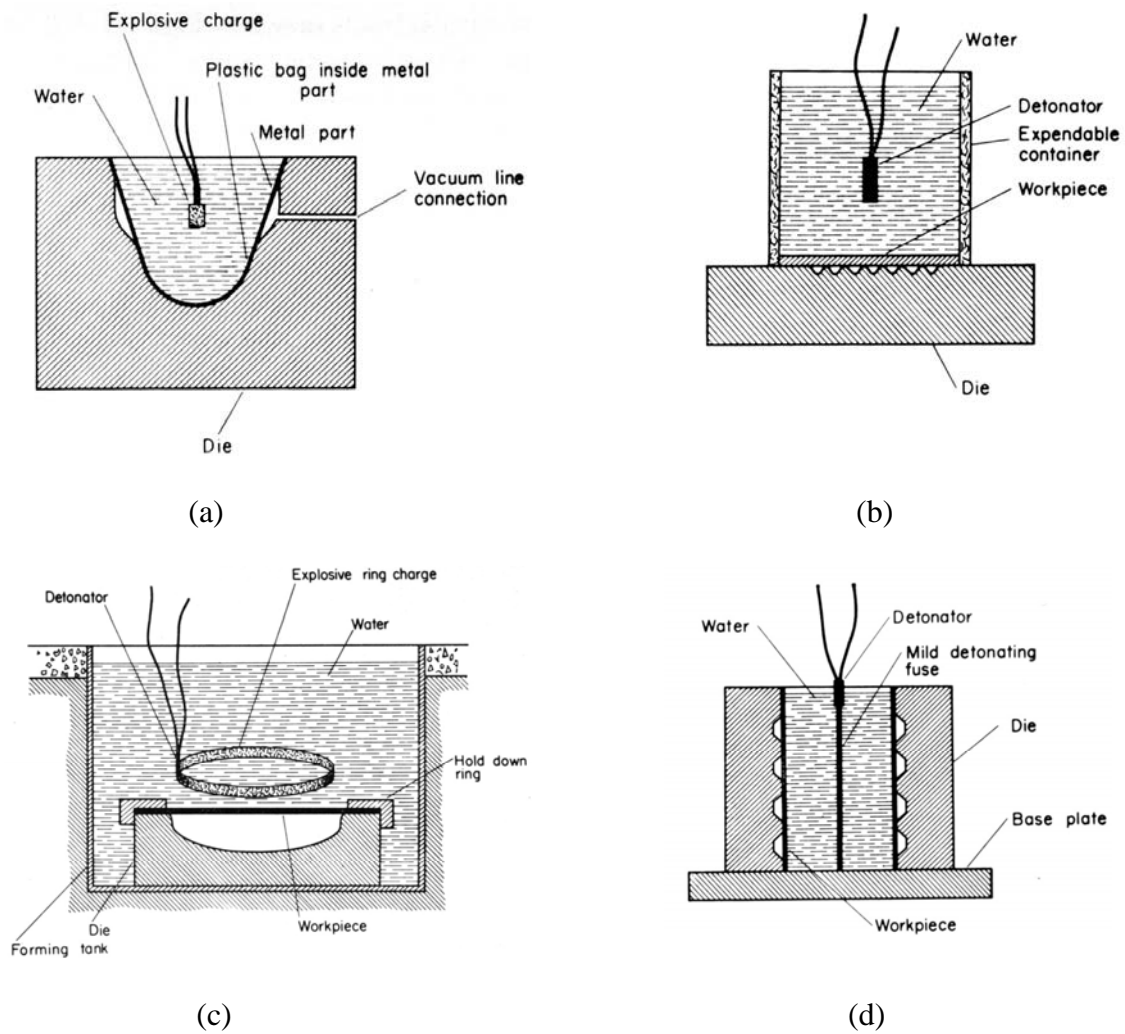 Explosive charge
Plastic bag inside metal
part
Water
Metal part
Vacuum line
connection
Die
(a)
Water
Detonator
Expendable
container
Workpiece
Die
(b)
Explosive ring charge
Detonator
Water
Hold down
ring
Workpiece
Die
Forming tank
(c)
Detonator
Water
Mild detonating
fuse
Die
Base plate
Workpiece
(d)